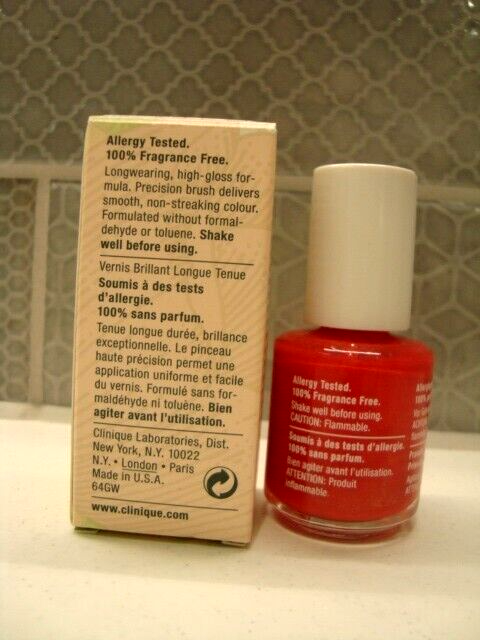 Allergy Tested.
100% Fragrance Free.
Longwearing, high-gloss for-
mula. Precision brush delivers
smooth, non-streaking colour.
Formulated without formal-
dehyde or toluene. Shake
well before using.
Vernis Brillant Longue Tenue
Soumis à des tests
d'allergie.
100% sans parfum.
Tenue longue durée, brillance
exceptionnelle. Le pinceau
haute précision permet une
application uniforme et facile
du vernis. Formulé sans for-
maldéhyde ni toluène. Bien
agiter avant l'utilisation.
Clinique Laboratories, Dist.
New York, N.Y. 10022
N.Y. • London • Paris
Made in U.S.A.
64GW
www.clinique.com
Allergy Tested.
100% Fragrance Free.
Shake well before using.
CAUTION: Flammable.
Soumis à des tests d'allergie.
100% sans parfum.
Bien agiter avant l'utilisation.
ATTENTION: Produit
inflammable.